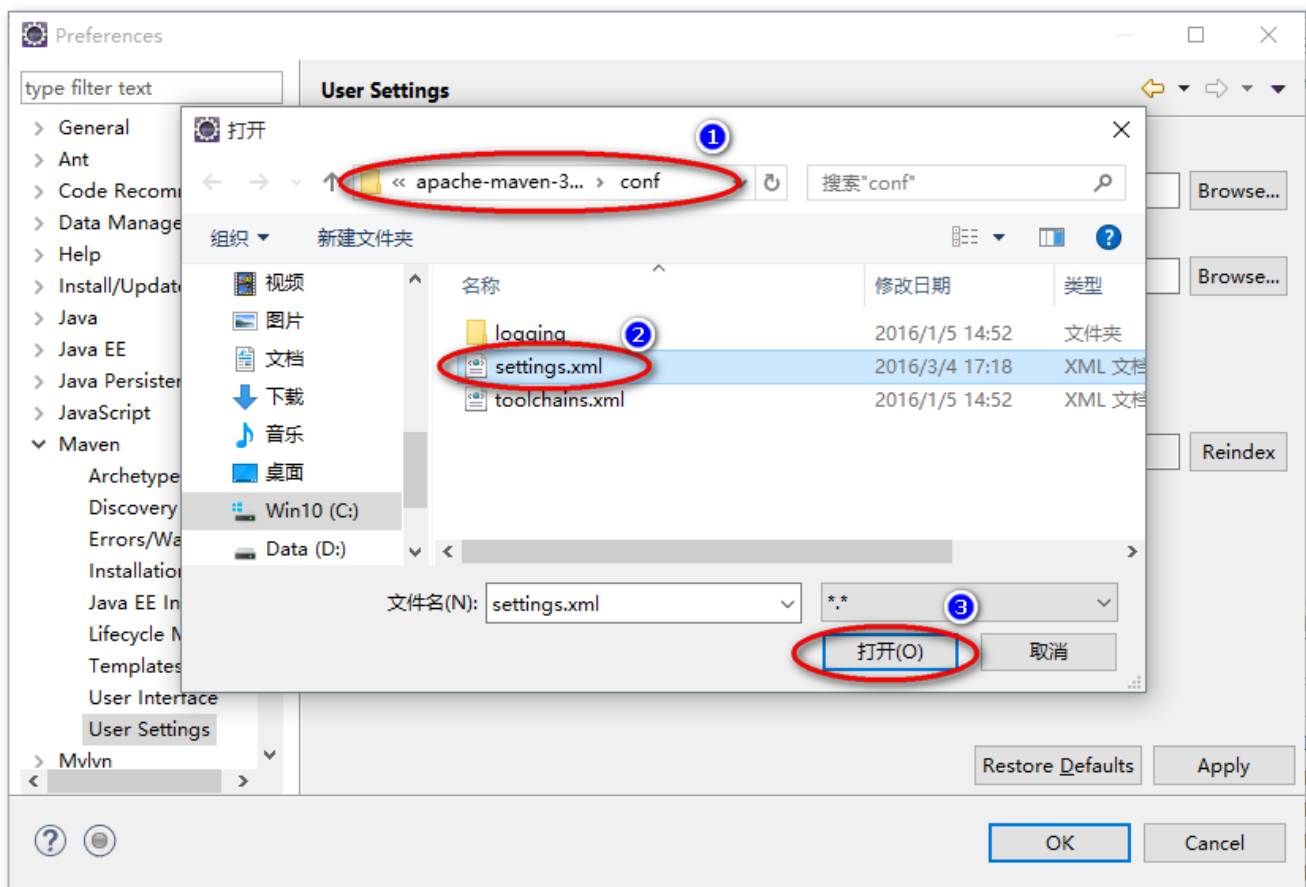 Preferences
type filter text
User Settings
General
Ant
Code Recomm
Data Manage
Help
Install/Updat
Java
Java EE
Java Persister
JavaScript
Maven
Archetype
Discovery
Errors/Wa
Installatio
Java EE In
Lifecycle M
Templates
User Interface
User Settings
Mylyn
打开
1
« apache-maven-3... > conf
搜索"conf"
组织
新建文件夹
视频
图片
文档
下载
音乐
桌面
Win10 (C:)
Data (D:)
名称 修改日期 类型
logging 2016/1/5 14:52 文件夹
2
settings.xml 2016/3/4 17:18 XML 文档
toolchains.xml 2016/1/5 14:52 XML 文档
文件名(N): settings.xml *.*
3
打开(O) 取消
Browse...
Browse...
Reindex
Restore Defaults Apply
OK Cancel